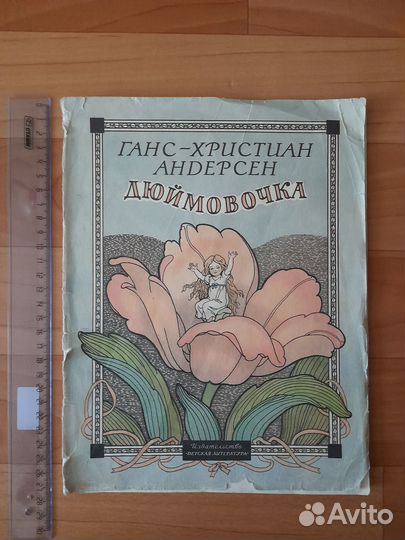 ГАНС-ХРИСТИАН
АНДЕРСЕН
ДЮЙМОВОЧКА
Издательство
«ДЕТСКАЯ ЛИТЕРАТУРА»
Avito